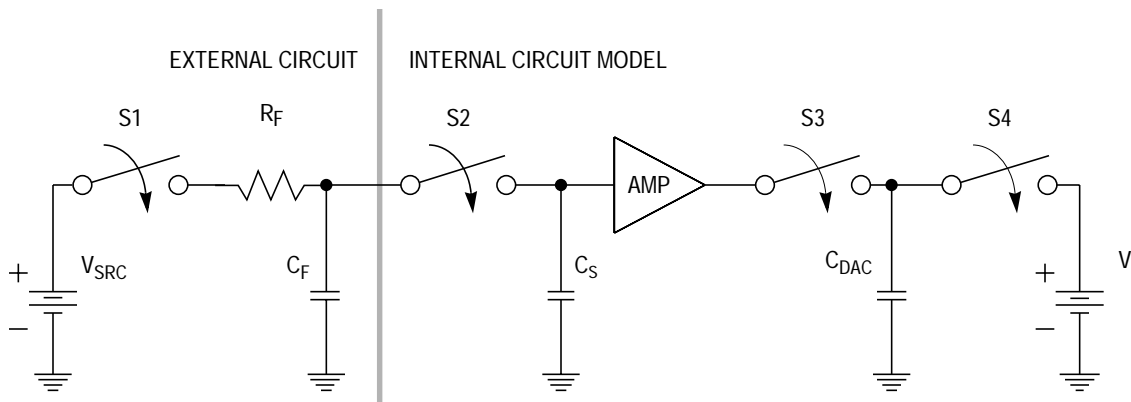 EXTERNAL CIRCUIT INTERNAL CIRCUIT MODEL
S1 RF S2 S3 S4
AMP
+ VSRC CF CS CDAC + V
− −